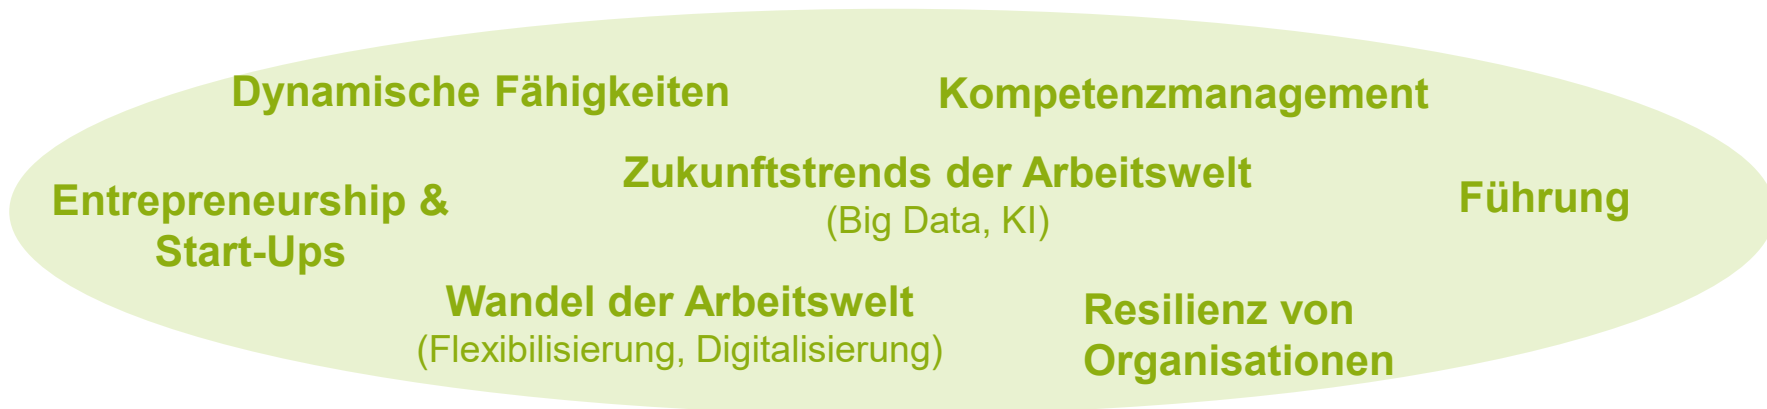 Dynamische Fähigkeiten
Kompetenzmanagement
Zukunftstrends der Arbeitswelt
(Big Data, KI)
Entrepreneurship &
Start-Ups
Führung
Wandel der Arbeitswelt
(Flexibilisierung, Digitalisierung)
Resilienz von
Organisationen